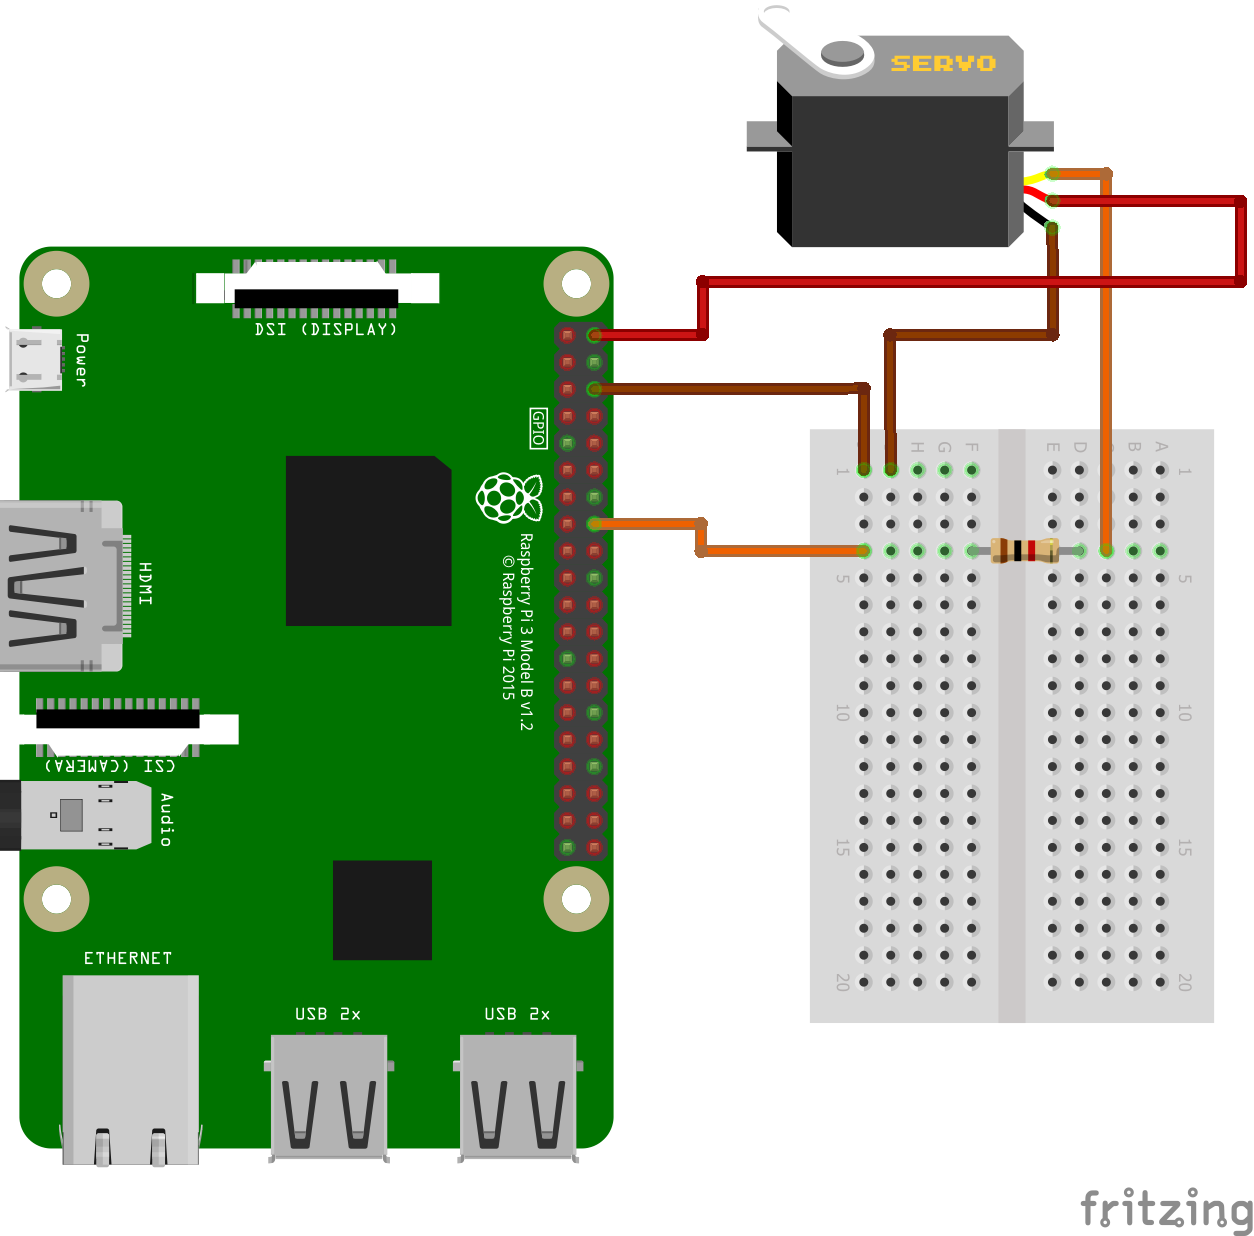 SERVO
DSI (DISPLAY)
Power
GPIO
Raspberry Pi 3 Model B v1.2
© Raspberry Pi 2015
HDMI
CSI (CAMERA)
Audio
ETHERNET
USB 2x
USB 2x
H G F E D B A
1 1
5 5
10 10
15 15
20 20
fritzing